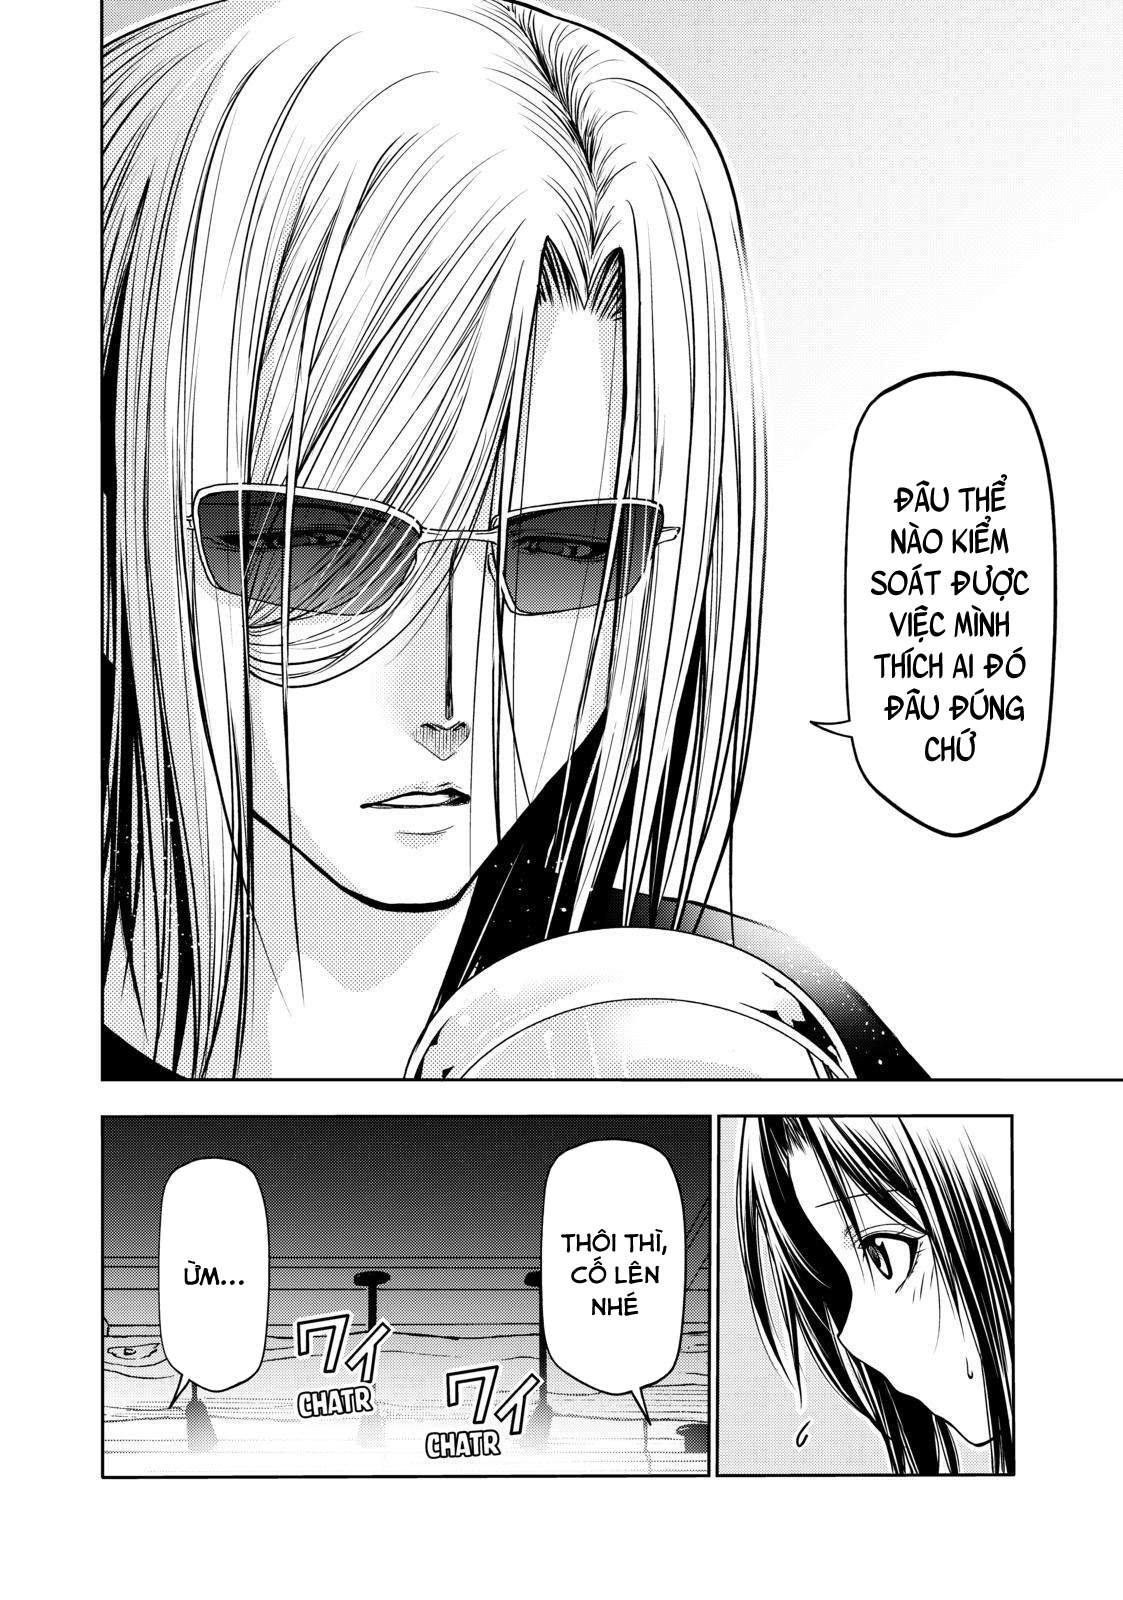 ĐÂU THỂ
NÀO KIỂM
SOÁT ĐƯỢC
VIỆC MÌNH
THÍCH AI ĐÓ
ĐÂU ĐÚNG
CHỨ
THÔI THÌ,
CỐ LÊN
NHÉ
ワイ
CHATR
ワイ
CHATR
ỪM...